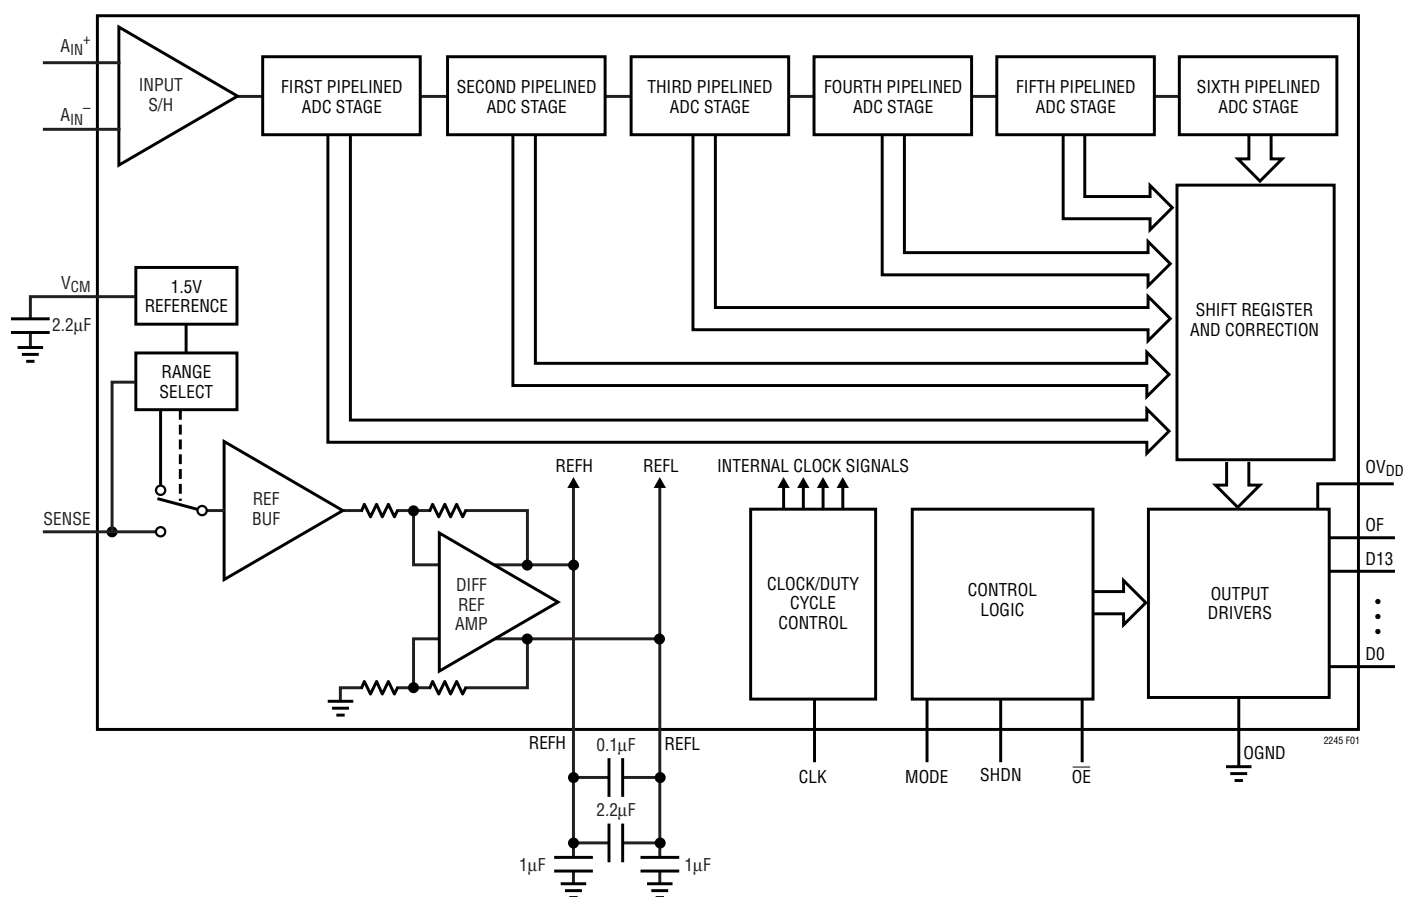 AIN+
AIN–
INPUT
S/H
FIRST PIPELINED
ADC STAGE
SECOND PIPELINED
ADC STAGE
THIRD PIPELINED
ADC STAGE
FOURTH PIPELINED
ADC STAGE
FIFTH PIPELINED
ADC STAGE
SIXTH PIPELINED
ADC STAGE
VCM
2.2µF
1.5V
REFERENCE
RANGE
SELECT
SHIFT REGISTER
AND CORRECTION
REFH
REFL
INTERNAL CLOCK SIGNALS
OVDD
SENSE
REF
BUF
DIFF
REF
AMP
CLOCK/DUTY
CYCLE
CONTROL
CONTROL
LOGIC
OUTPUT
DRIVERS
OF
D13
D0
REFH
0.1µF
REFL
2.2µF
1µF
1µF
CLK
MODE
SHDN
O̅E̅
OGND
2245 F01